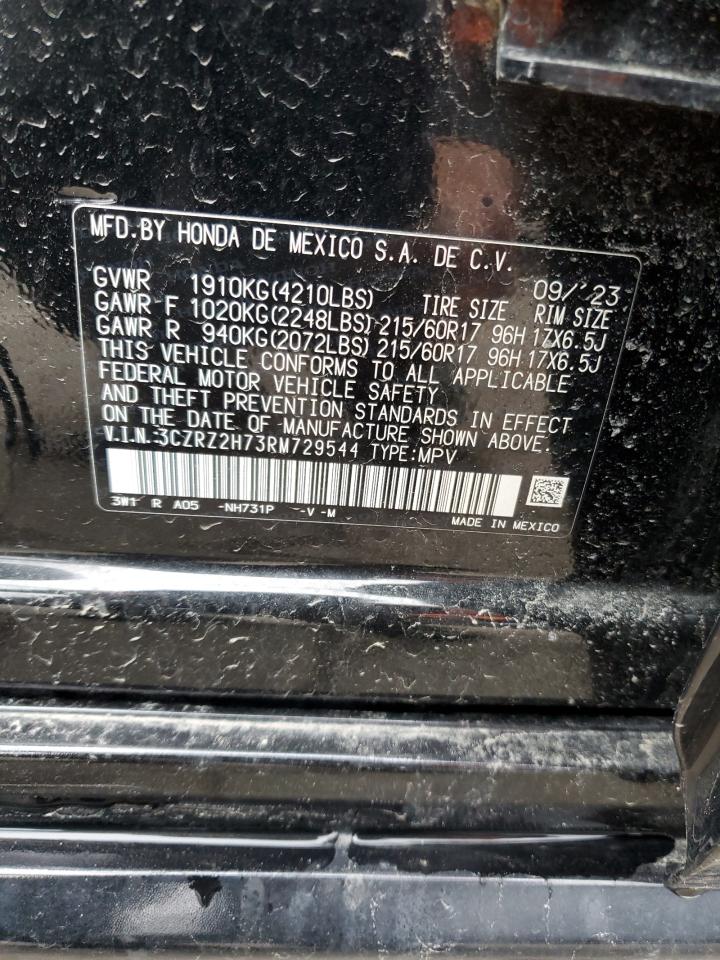 MFD.BY HONDA DE MEXICO S.A. DE C.V.
09/'23
GVWR 1910KG(4210LBS) TIRE SIZE RIM SIZE
GAWR F 1020KG(2248LBS) 215/60R17 96H 17X6.5J
GAWR R 940KG(2072LBS) 215/60R17 96H 17X6.5J
THIS VEHICLE CONFORMS TO ALL APPLICABLE
FEDERAL MOTOR VEHICLE SAFETY
AND THEFT PREVENTION STANDARDS IN EFFECT
ON THE DATE OF MANUFACTURE SHOWN ABOVE.
V.I.N.3CZRZ2H73RM729544 TYPE:MPV
3W1 R A05 -NH731P --V -M
MADE IN MEXICO